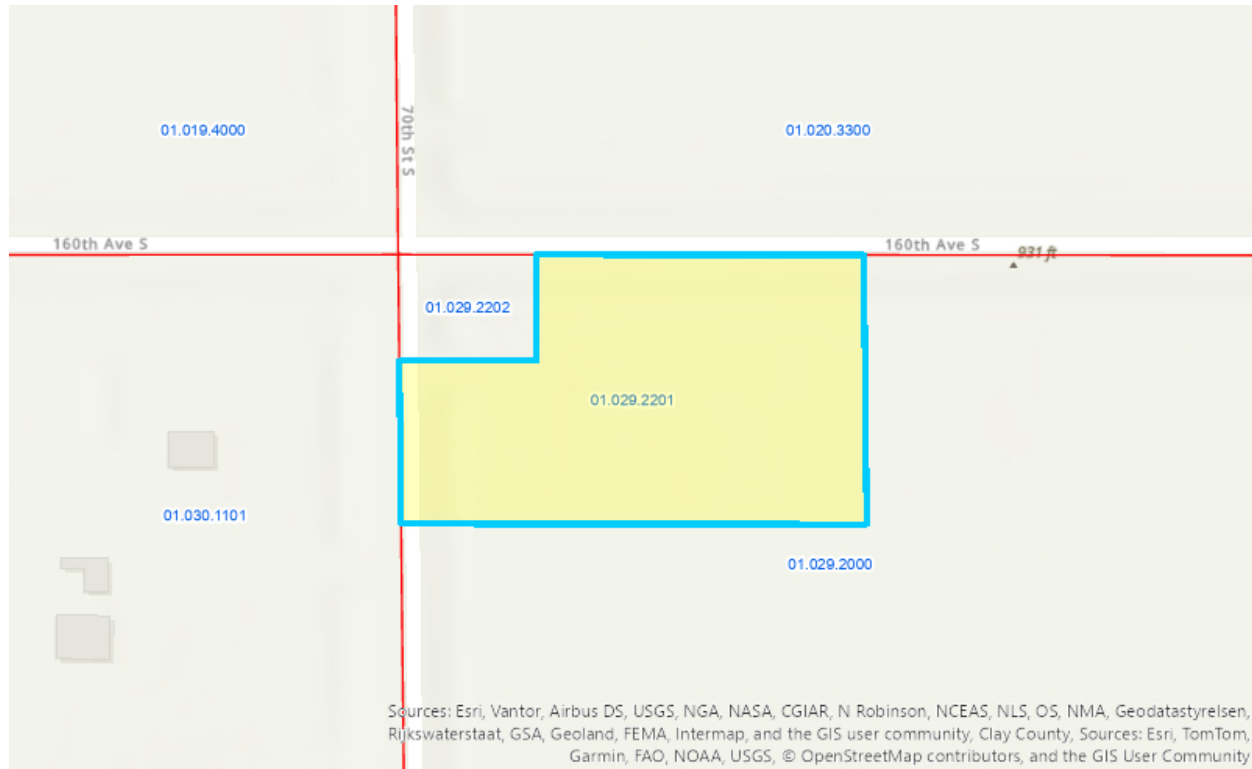 01.019.4000
70th St S
01.020.3300
160th Ave S
160th Ave S
931 ft
01.029.2202
01.029.2201
01.030.1101
01.029.2000
Sources: Esri, Vantor, Airbus DS, USGS, NGA, NASA, CGIAR, N Robinson, NCEAS, NLS, OS, NMA, Geodatastyrelsen,
Rijkswaterstaat, GSA, Geoland, FEMA, Intermap, and the GIS user community, Clay County, Sources: Esri, TomTom,
Garmin, FAO, NOAA, USGS, © OpenStreetMap contributors, and the GIS User Community